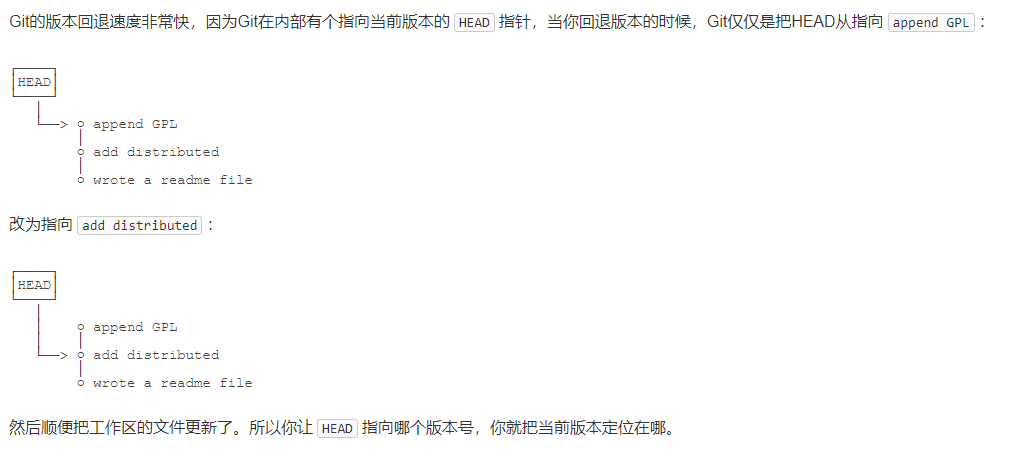 Git的版本回退速度非常快，因为Git在内部有个指向当前版本的 HEAD 指针，当你回退版本的时候，Git仅仅是把HEAD从指向 append GPL ：
HEAD
append GPL
add distributed
wrote a readme file
改为指向 add distributed ：
HEAD
append GPL
add distributed
wrote a readme file
然后顺便把工作区的文件更新了。所以你让 HEAD 指向哪个版本号，你就把当前版本定位在哪。